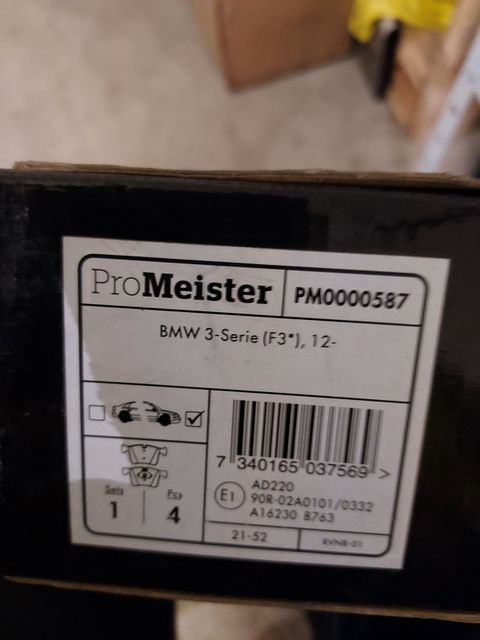 ProMeister
PM0000587
BMW 3-Serie (F3*), 12-
7 340165 037569 >
E1
AD220
90R-02A0101/0332
A16230 8763
Sets
1
Pcs
4
21-52
RVNR-01